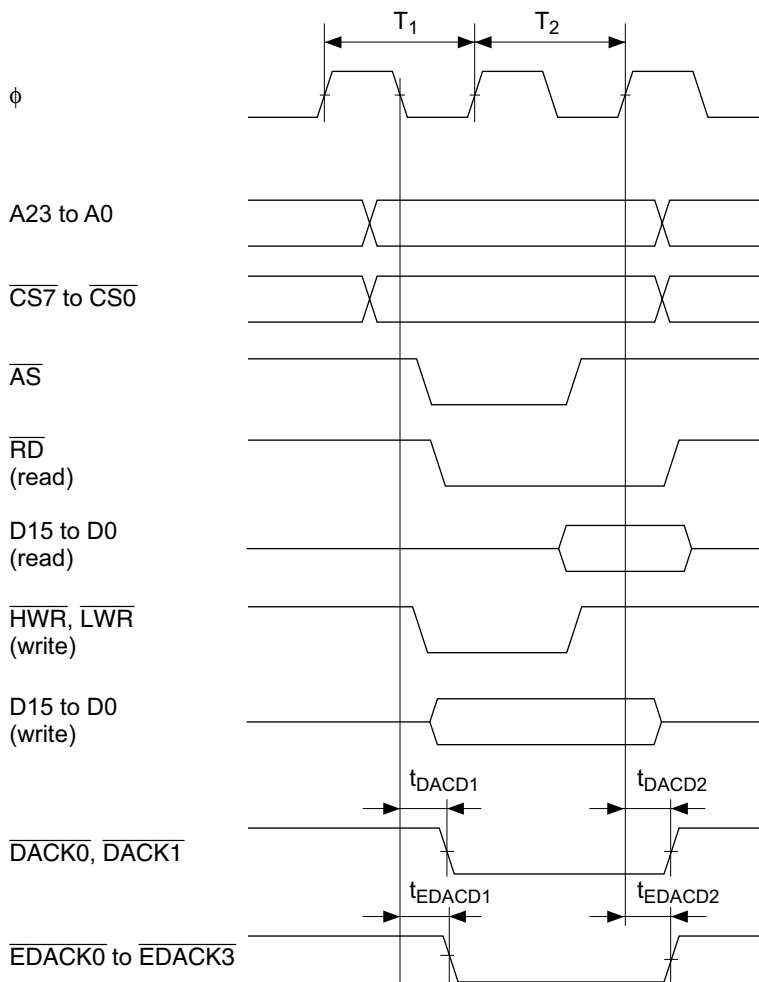 T1 T2
ϕ
A23 to A0
CS7 to CS0
AS
RD
(read)
D15 to D0
(read)
HWR, LWR
(write)
D15 to D0
(write)
tDACD1 tDACD2
DACK0, DACK1
tEDACD1 tEDACD2
EDACK0 to EDACK3